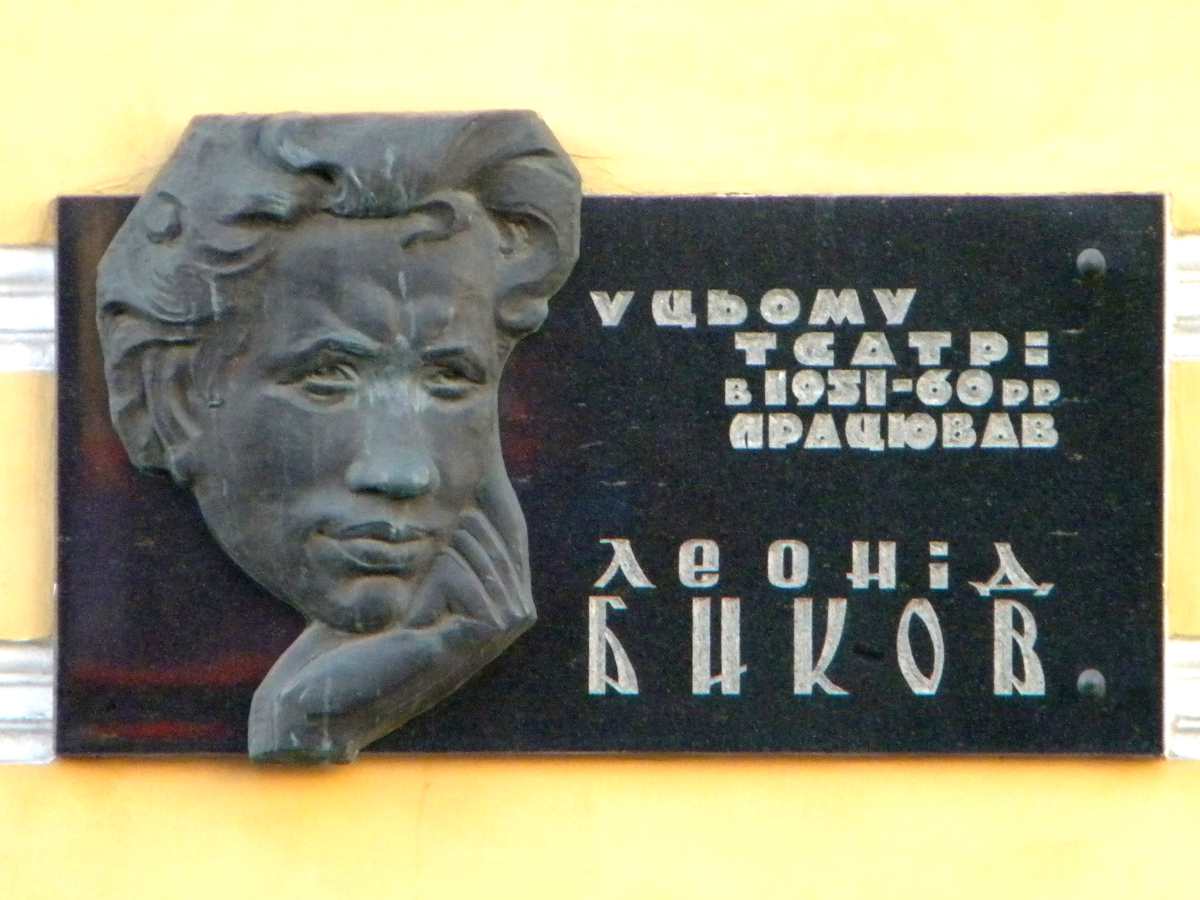 У ЦЬОМУ
ТЕАТРІ
В 1951-60 РР
ПРАЦЮВАВ
ЛЕОНІД
БИКОВ